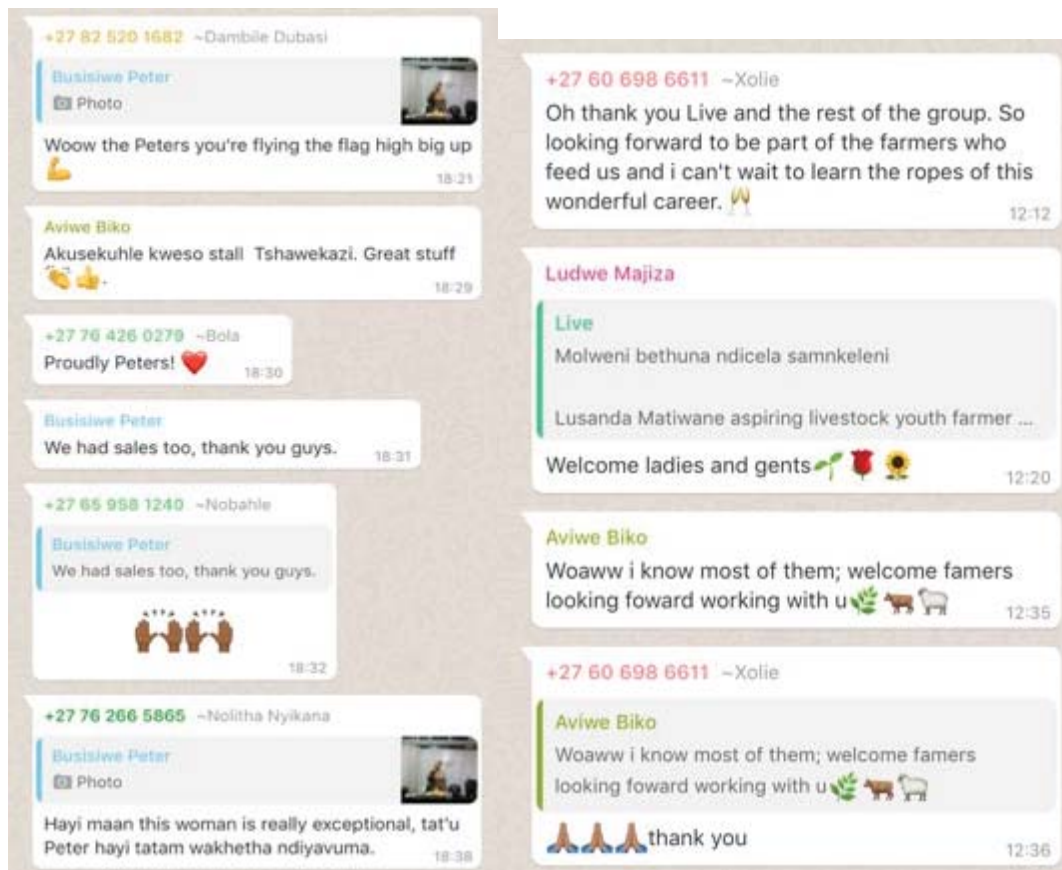 +27 82 520 1682 ~Dambile Dubasi
Busisiwe Peter
Photo
Woow the Peters you're flying the flag high big up
💪
18:21
Aviwe Biko
Akusekuhle kweso stall Tshawekazi. Great stuff
👏👍.
18:29
+27 76 426 0279 ~Bola
Proudly Peters! ❤️
18:30
Busisiwe Peter
We had sales too, thank you guys.
18:31
+27 65 958 1240 ~Nobahle
Busisiwe Peter
We had sales too, thank you guys.
🙌🏾🙌🏾
18:32
+27 76 266 5865 ~Nolitha Nyikana
Busisiwe Peter
Photo
Hayi maan this woman is really exceptional, tat'u
Peter hayi tatam wakhetha ndiyavuma.
18:38
+27 60 698 6611 ~Xolie
Oh thank you Live and the rest of the group. So
looking forward to be part of the farmers who
feed us and i can't wait to learn the ropes of this
wonderful career. 🥂
12:12
Ludwe Majiza
Live
Molweni bethuna ndicela samnkeleni
Lusanda Matiwane aspiring livestock youth farmer ...
Welcome ladies and gents🌱🌹🌻
12:20
Aviwe Biko
Woaww i know most of them; welcome famers
looking foward working with u🌿🐂🐑
12:35
+27 60 698 6611 ~Xolie
Aviwe Biko
Woaww i know most of them; welcome famers
looking foward working with u🌿🐂🐑
🙏🏽🙏🏽🙏🏽thank you
12:36